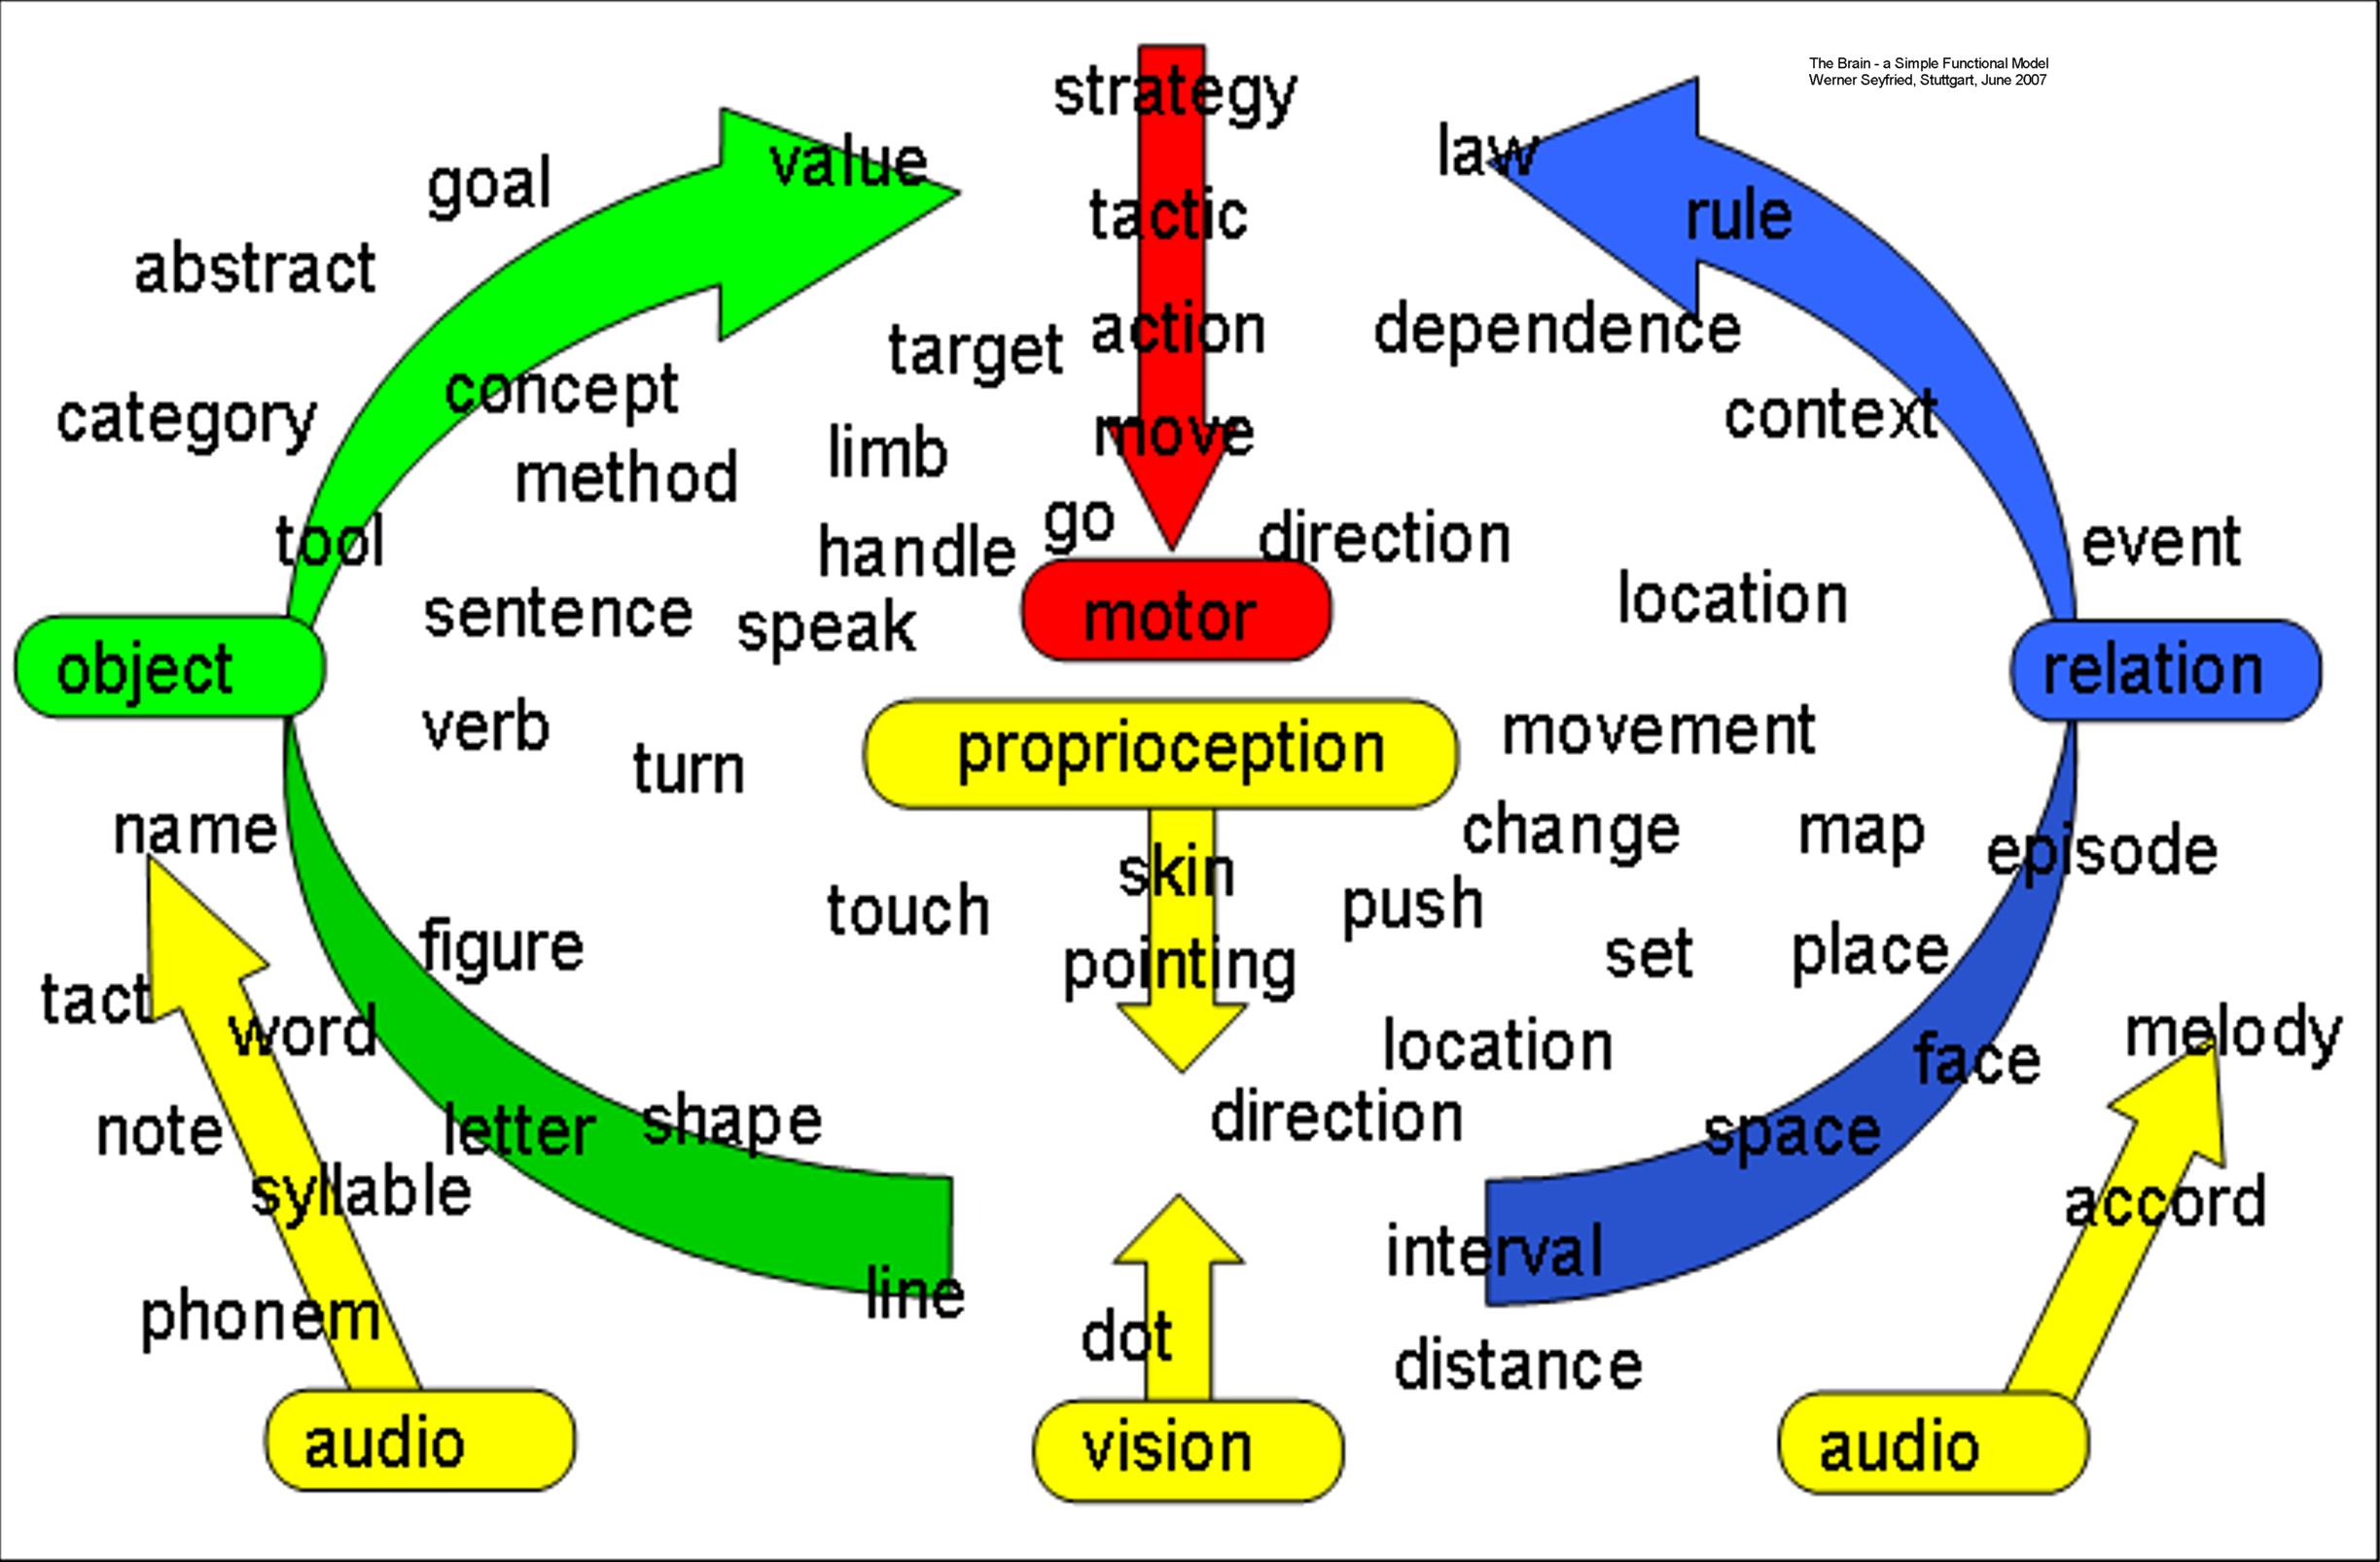 The Brain - a Simple Functional Model
Werner Seyfried, Stuttgart, June 2007
strategy
value
law
goal
tactic
rule
abstract
action
dependence
target
concept
category
context
move
limb
method
go
direction
tool
handle
event
location
sentence
speak
motor
object
relation
verb
proprioception
movement
turn
name
change
map
episode
skin
touch
push
figure
pointing
set
place
tact
word
location
face
melody
note
letter
shape
direction
space
syllable
accord
interval
line
phonem
dot
distance
audio
vision
audio